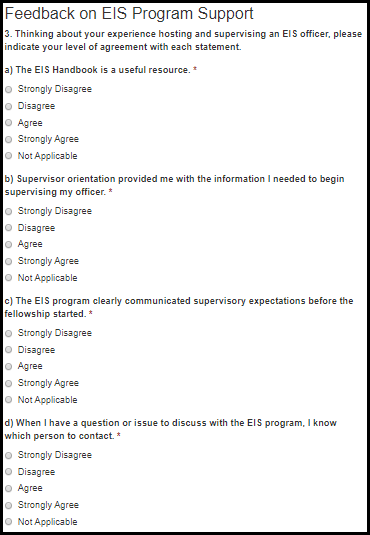 Feedback on EIS Program Support
3. Thinking about your experience hosting and supervising an EIS officer, please
indicate your level of agreement with each statement.
a) The EIS Handbook is a useful resource. *
Strongly Disagree
Disagree
Agree
Strongly Agree
Not Applicable
b) Supervisor orientation provided me with the information I needed to begin
supervising my officer. *
Strongly Disagree
Disagree
Agree
Strongly Agree
Not Applicable
c) The EIS program clearly communicated supervisory expectations before the
fellowship started. *
Strongly Disagree
Disagree
Agree
Strongly Agree
Not Applicable
d) When I have a question or issue to discuss with the EIS program, I know
which person to contact. *
Strongly Disagree
Disagree
Agree
Strongly Agree
Not Applicable